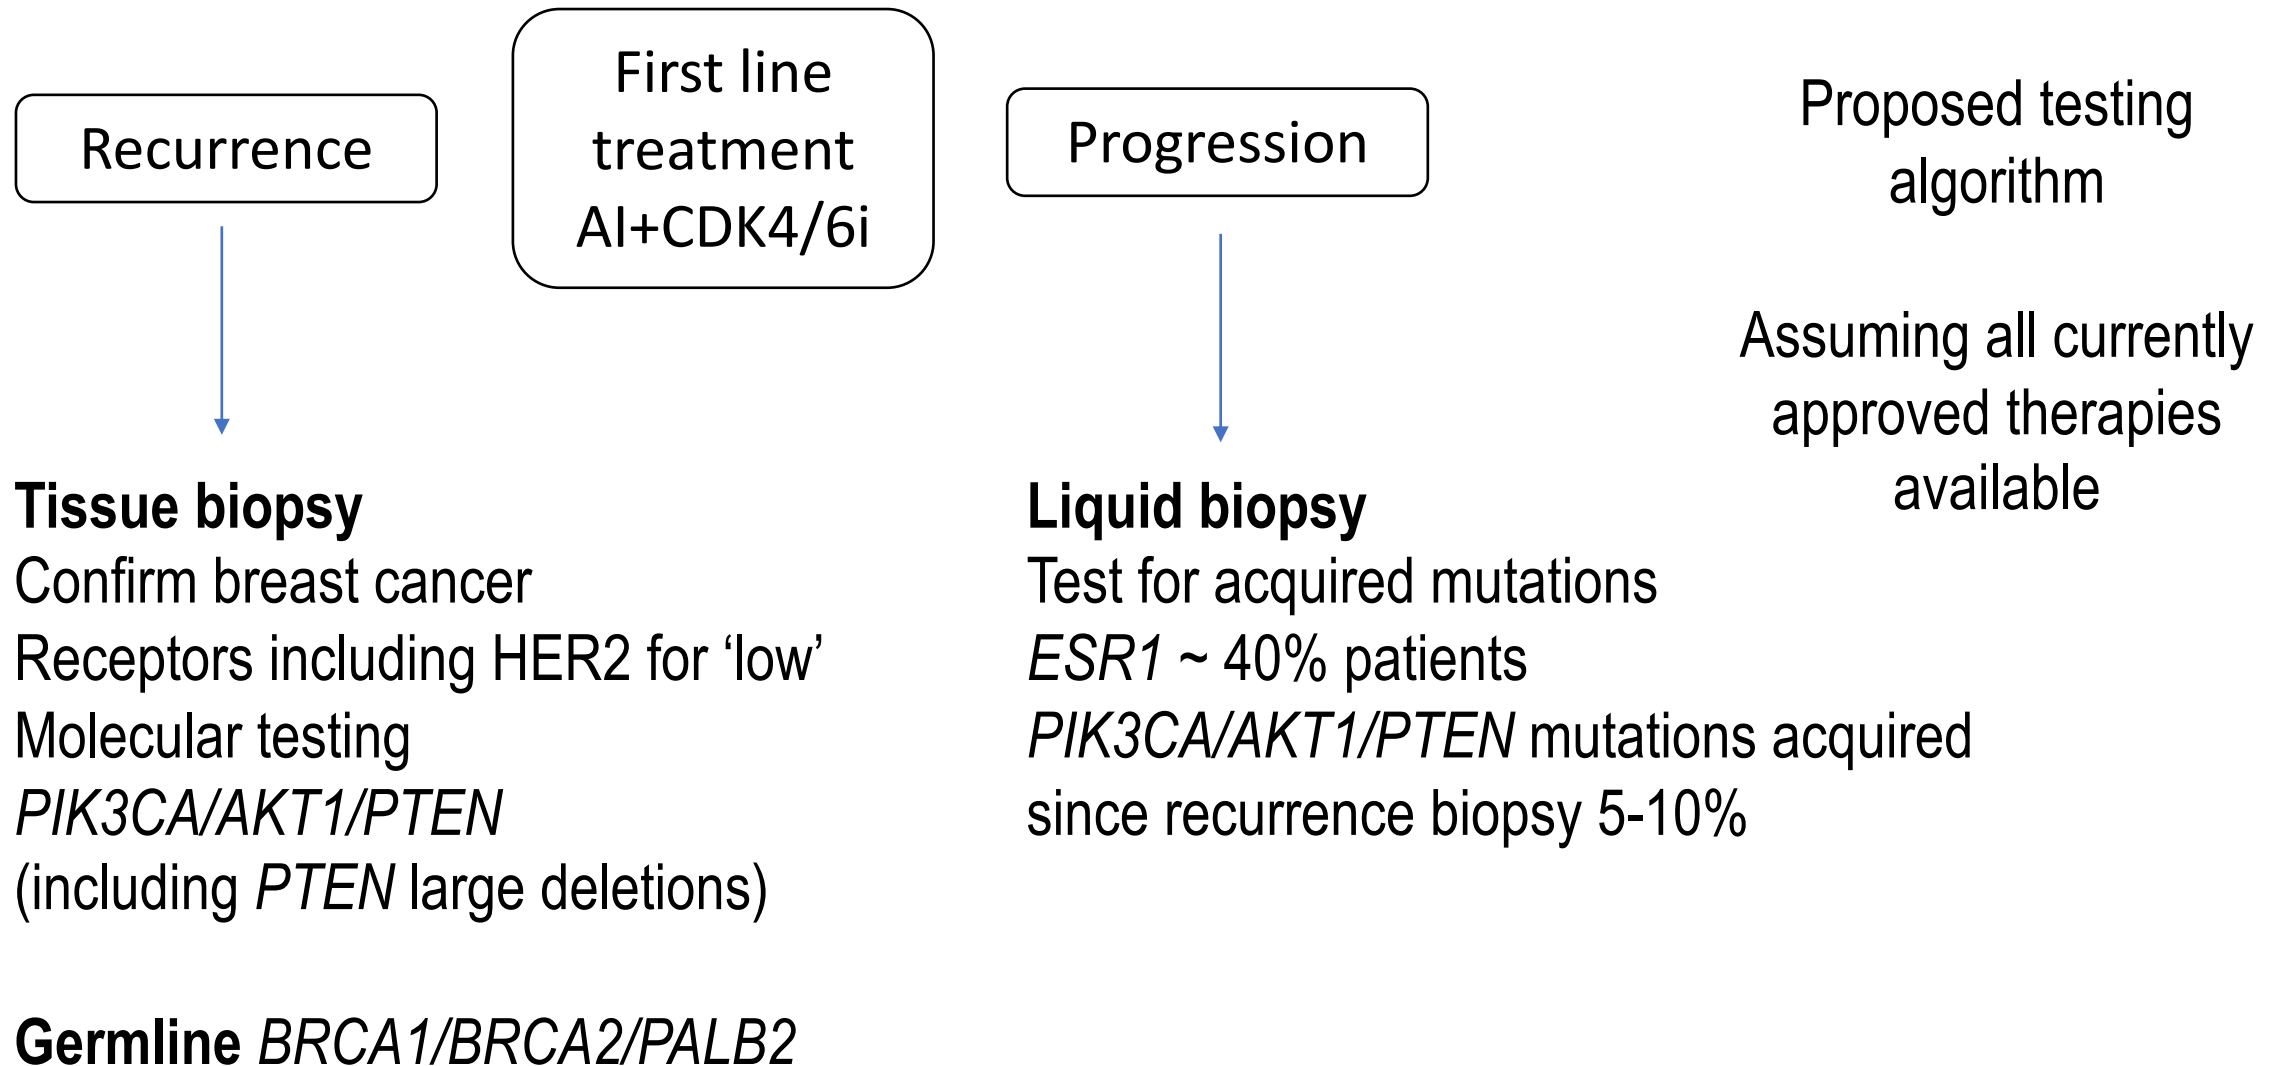 Recurrence
First line
treatment
AI+CDK4/6i
Progression
Proposed testing
algorithm
Assuming all currently
approved therapies
available
Tissue biopsy
Confirm breast cancer
Receptors including HER2 for ‘low’
Molecular testing
PIK3CA/AKT1/PTEN
(including PTEN large deletions)
Germline BRCA1/BRCA2/PALB2
Liquid biopsy
Test for acquired mutations
ESR1 ~ 40% patients
PIK3CA/AKT1/PTEN mutations acquired
since recurrence biopsy 5-10%